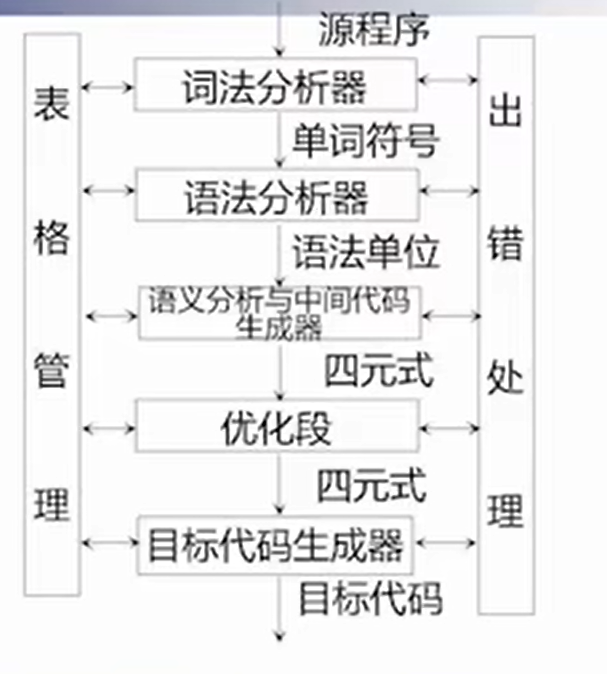 源程序
词法分析器
单词符号
语法分析器
语法单位
语义分析与中间代码
生成器
四元式
优化段
四元式
目标代码生成器
目标代码
表
格
管
理
出
错
处
理